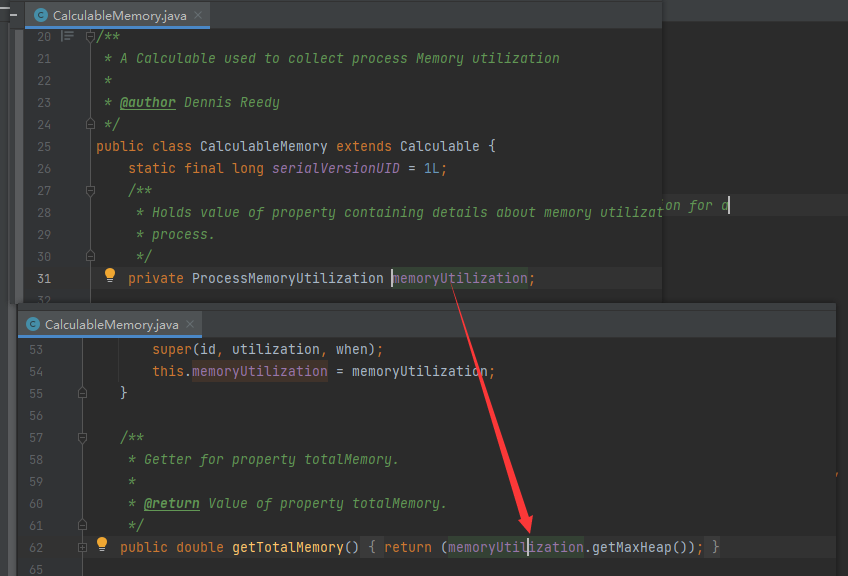 CalculableMemory.java
20 /**
21 * A Calculable used to collect process Memory utilization
22 *
23 * @author Dennis Reedy
24 */
25 public class CalculableMemory extends Calculable {
26 static final long serialVersionUID = 1L;
27 /**
28 * Holds value of property containing details about memory utilizat
on for a
29 * process.
30 */
31 private ProcessMemoryUtilization memoryUtilization;
32
CalculableMemory.java
53 super(id, utilization, when);
54 this.memoryUtilization = memoryUtilization;
55 }
56
57 /**
58 * Getter for property totalMemory.
59 *
60 * @return Value of property totalMemory.
61 */
62 public double getTotalMemory() { return (memoryUtilization.getMaxHeap()); }
65